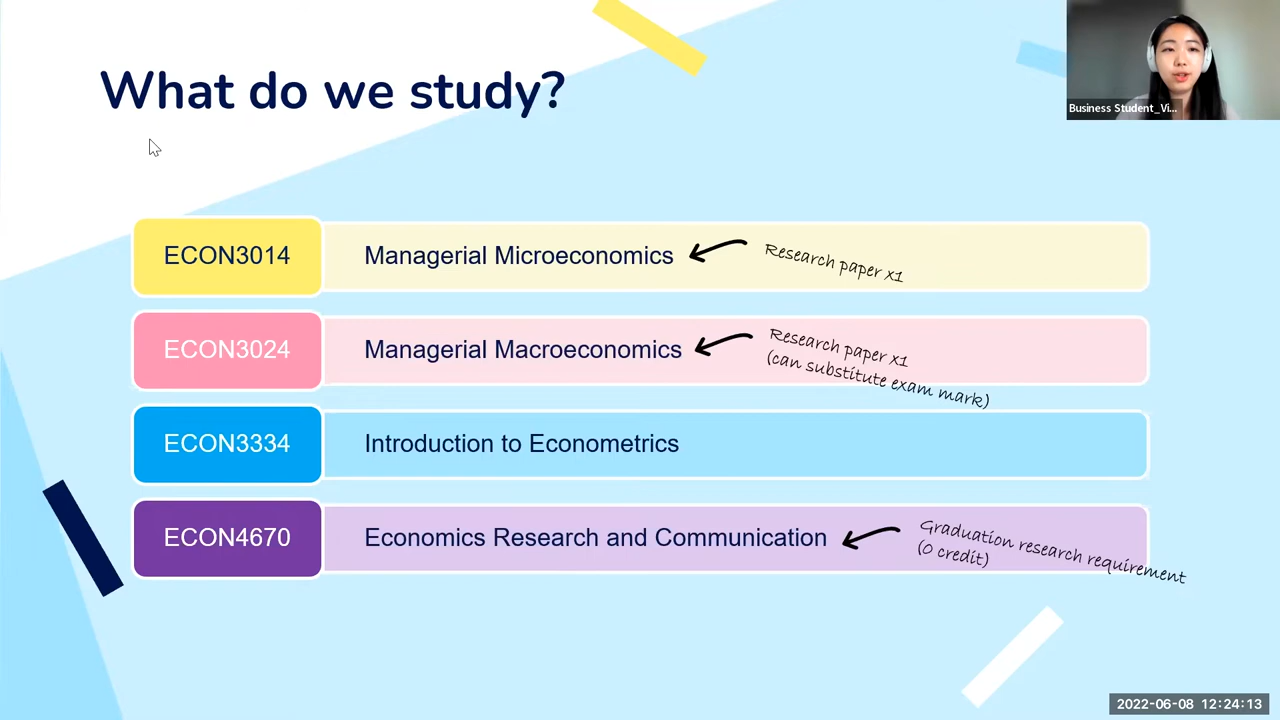 What do we study?
Business Student_Vi...
ECON3014
Managerial Microeconomics
Research paper x1
ECON3024
Managerial Macroeconomics
Research paper x1
(can substitute exam mark)
ECON3334
Introduction to Econometrics
ECON4670
Economics Research and Communication
Graduation research requirement
(0 credit)
2022-06-08 12:24:13